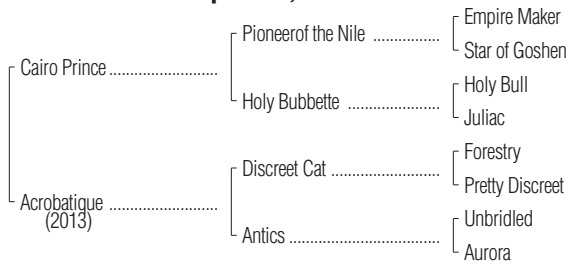 Empire Maker
Pioneerof the Nile ................
Star of Goshen
Cairo Prince ..........................
Holy Bull
Holy Bubbette ......................
Juliac
Forestry
Discreet Cat ..........................
Pretty Discreet
Acrobatique ..........................
(2013)
Unbridled
Antics ....................................
Aurora